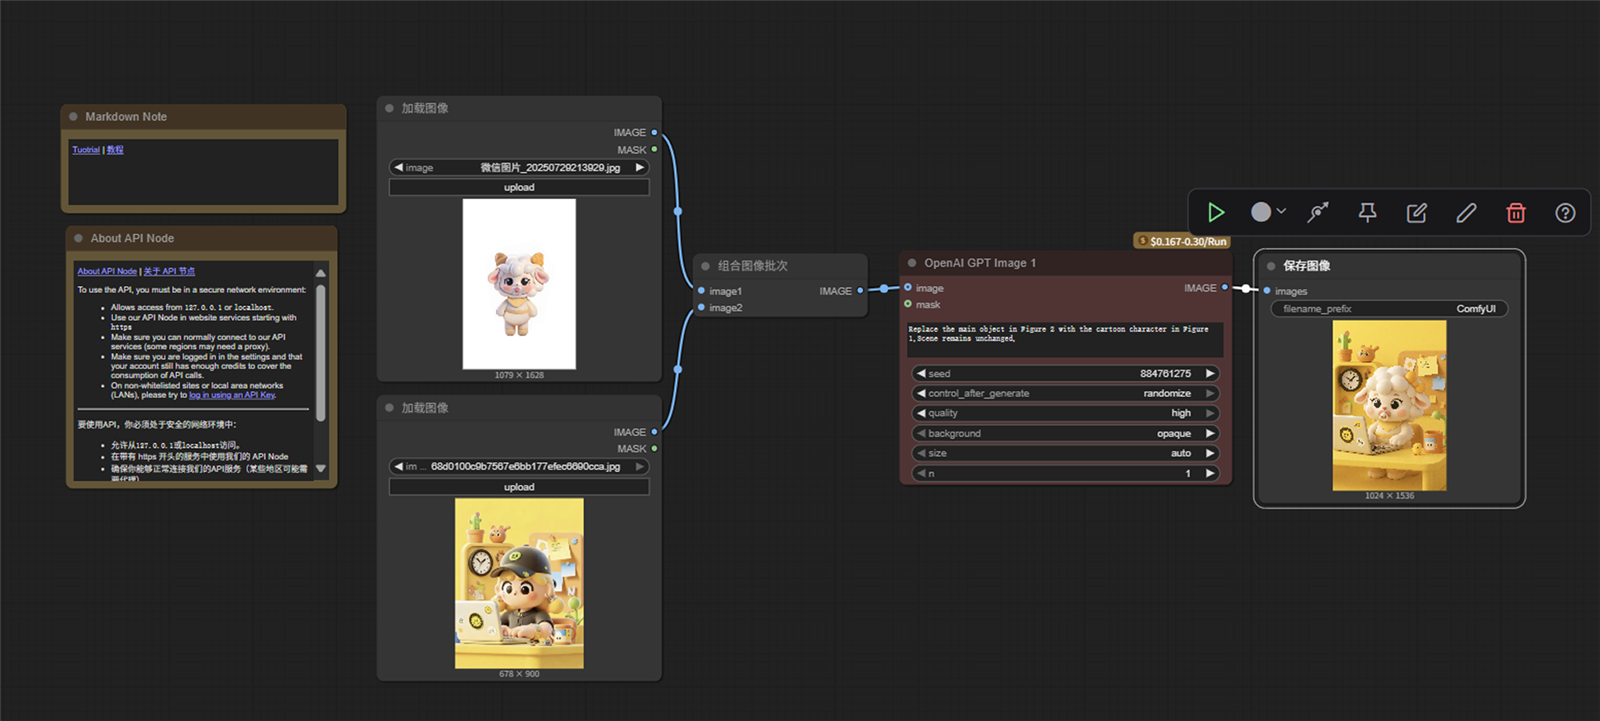 Markdown Note
Tuotrial | 教程
About API Node
About API Node | 关于 API 节点
To use the API, you must be in a secure network environment:
Allows access from 127.0.0.1 or localhost.
Use our API Node in website services starting with
https
Make sure you can normally connect to our API
services (some regions may need a proxy).
Make sure you are logged in in the settings and that
your account still has enough credits to cover the
consumption of API calls.
On non-whitelisted sites or local area networks
(LANs), please try to log in using an API Key.
要使用API，你必须处于安全的网络环境中：
允许从127.0.0.1或localhost访问。
在带有 https 开头的服务中使用我们的 API Node
确保你能够正常连接我们的API服务（某些地区可能需
要代理）
加载图像
IMAGE
MASK
image 微信图片_20250729213929.jpg
upload
1079 × 1628
加载图像
IMAGE
MASK
im ... 68d0100c9b7567e6bb177efec6690cca.jpg
upload
678 × 900
组合图像批次
image1 IMAGE
image2
$0.167-0.30/Run
OpenAI GPT Image 1
image IMAGE
mask
Replace the main object in Figure 2 with the cartoon character in Figure
1,Scene remains unchanged,
seed 884761275
control_after_generate randomize
quality high
background opaque
size auto
n 1
保存图像
images
filename_prefix ComfyUI
1024 × 1536